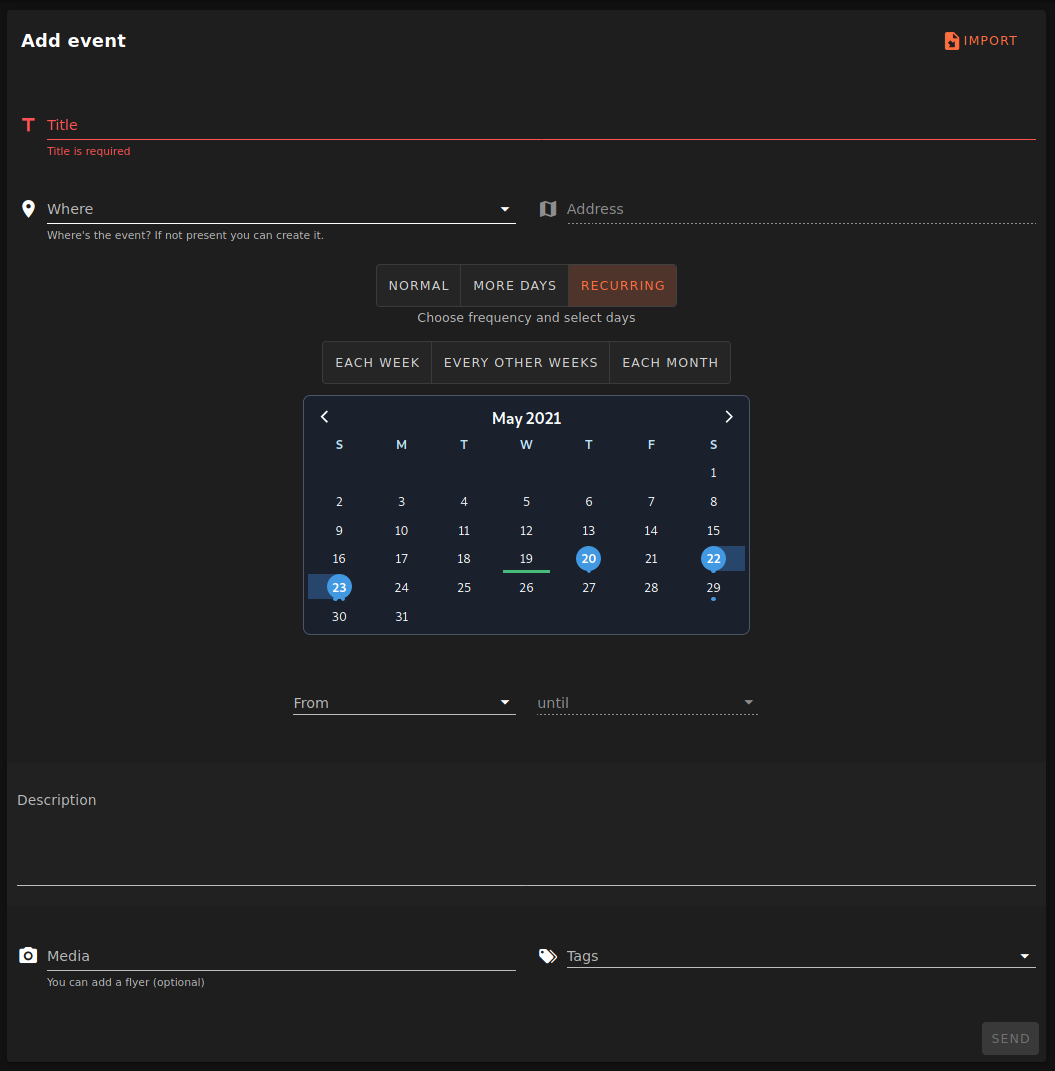 Add event
IMPORT
Title
Title is required
Where
Address
Where's the event? If not present you can create it.
NORMAL MORE DAYS RECURRING
Choose frequency and select days
EACH WEEK EVERY OTHER WEEKS EACH MONTH
May 2021
S M T W T F S
1
2 3 4 5 6 7 8
9 10 11 12 13 14 15
16 17 18 19 20 21 22
23 24 25 26 27 28 29
30 31
From
until
Description
Media
Tags
You can add a flyer (optional)
SEND